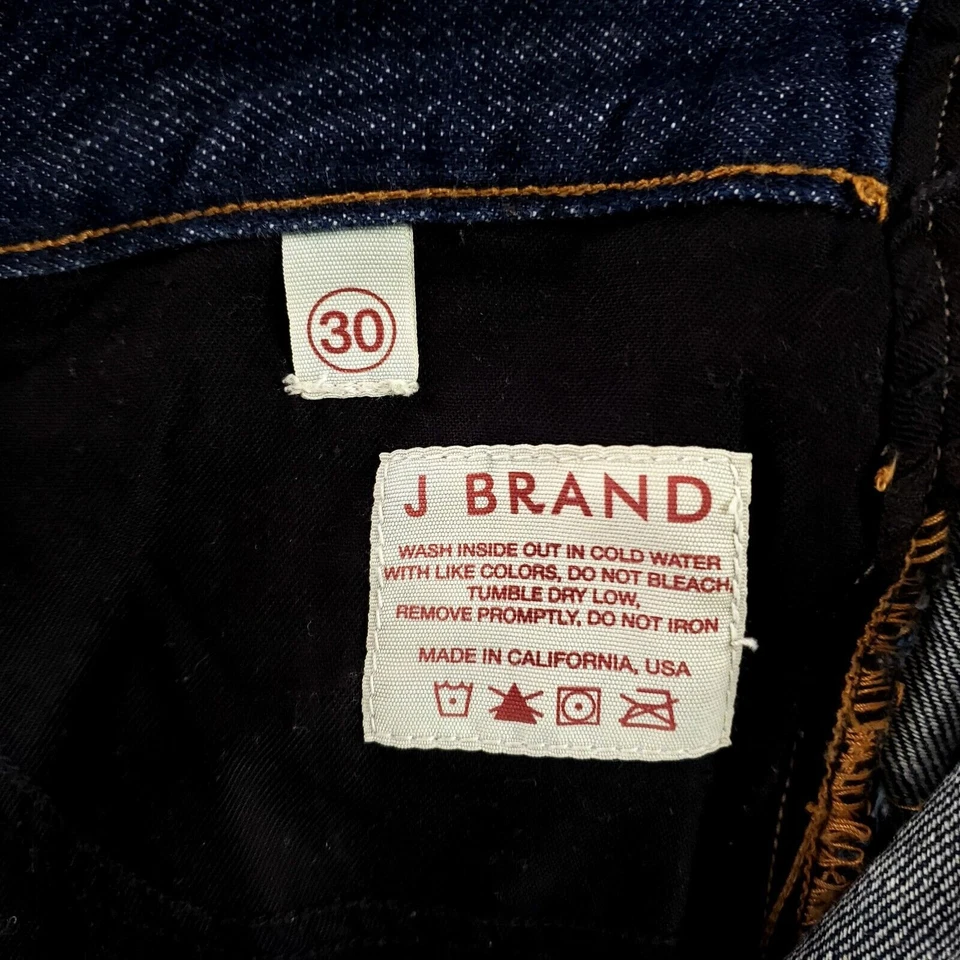 30
J BRAND
WASH INSIDE OUT IN COLD WATER
WITH LIKE COLORS, DO NOT BLEACH,
TUMBLE DRY LOW,
REMOVE PROMPTLY, DO NOT IRON
MADE IN CALIFORNIA, USA